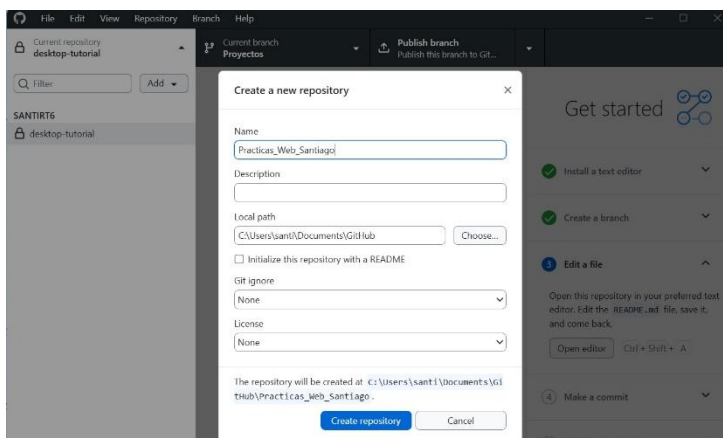 File Edit View Repository Branch Help
Current repository
desktop-tutorial
Current branch
Proyectos
Publish branch
Publish this branch to Git...
Filter
Add
SANTIRT6
desktop-tutorial
Create a new repository
Name
Practicas_Web_Santiago
Description
Local path
C:\Users\santi\Documents\GitHub
Choose...
Initialize this repository with a README
Git ignore
None
License
None
The repository will be created at C:\Users\santi\Documents\Gi
tHub\Practicas_Web_Santiago.
Create repository
Cancel
Get started
Install a text editor
Create a branch
3 Edit a file
Open this repository in your preferred text
editor. Edit the README.md file, save it,
and come back.
Open editor
Ctrl + Shift + A
4 Make a commit